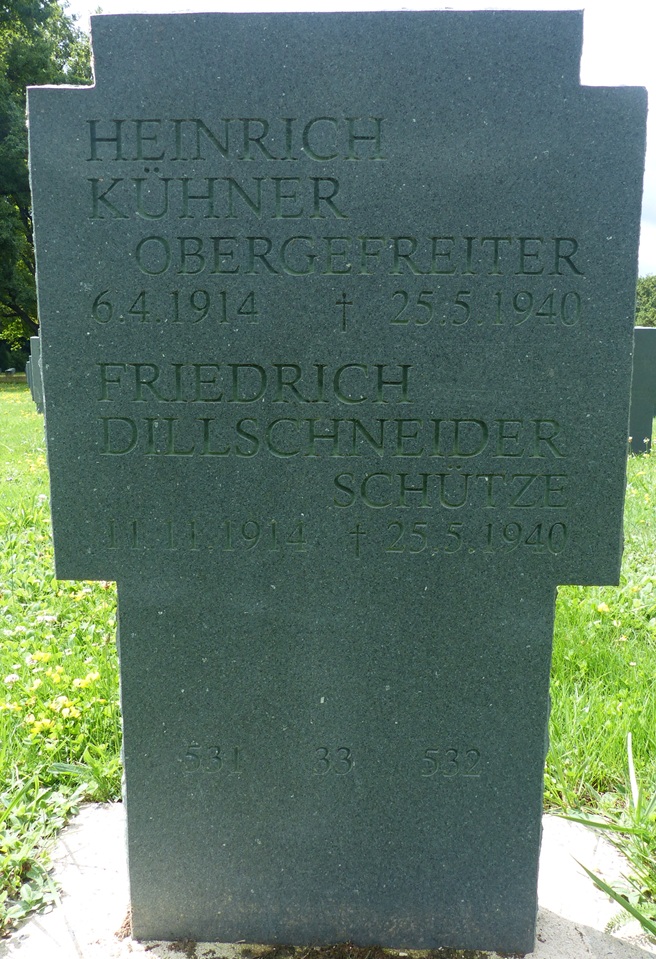 HEINRICH
KÜHNER
OBERGEFREITER
6.4.1914 † 25.5.1940
FRIEDRICH
DILLSCHNEIDER
SCHÜTZE
11.11.1914 † 25.5.1940
531 33 532